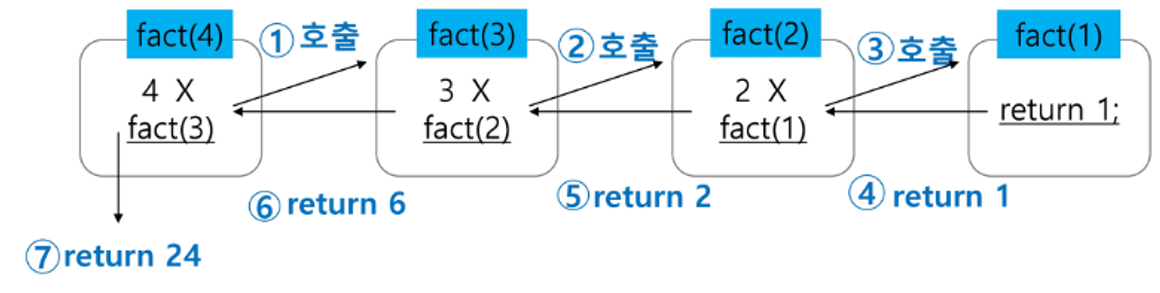 fact(4)
① 호출
fact(3)
② 호출
fact(2)
③ 호출
fact(1)
4 X
fact(3)
3 X
fact(2)
2 X
fact(1)
return 1;
⑥ return 6
⑤ return 2
④ return 1
⑦ return 24